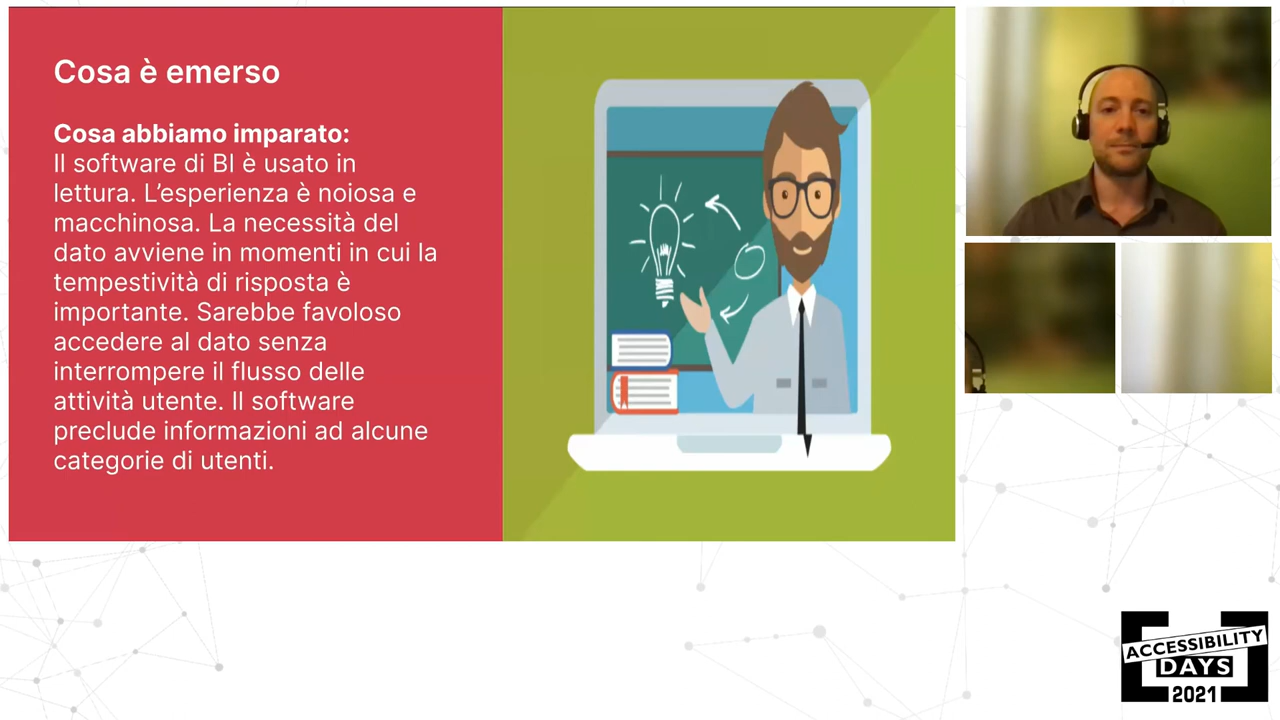 Cosa è emerso
Cosa abbiamo imparato:
Il software di BI è usato in
lettura. L’esperienza è noiosa e
macchinosa. La necessità del
dato avviene in momenti in cui la
tempestività di risposta è
importante. Sarebbe favoloso
accedere al dato senza
interrompere il flusso delle
attività utente. Il software
preclude informazioni ad alcune
categorie di utenti.
ACCESSIBILITY
DAYS
2021